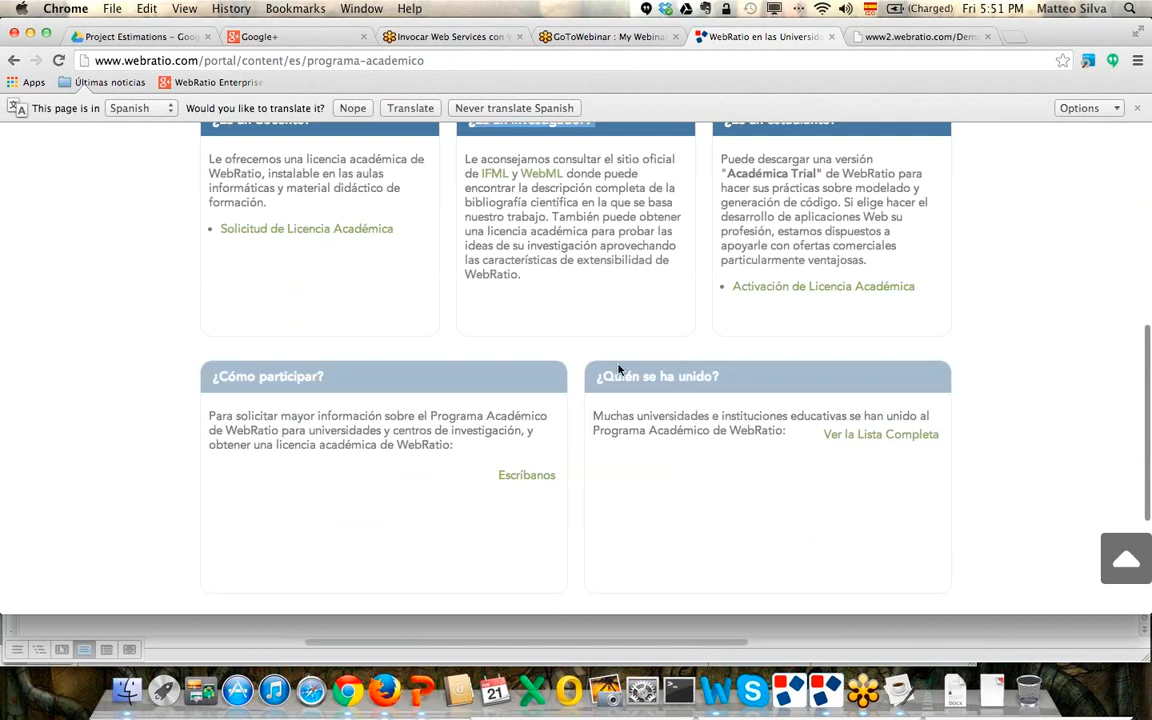 Chrome File Edit View History Bookmarks Window Help (Charged) Fri 5:51 PM Matteo Silva
Project Estimations – Goog Google+ Invocar Web Services con V GoToWebinar : My Webinar WebRatio en las Universida www2.webratio.com/Dem
www.webratio.com/portal/content/es/programa-academico
Apps Últimas noticias WebRatio Enterprise
This page is in Spanish Would you like to translate it? Nope Translate Never translate Spanish Options
Le ofrecemos una licencia académica de
WebRatio, instalable en las aulas
informáticas y material didáctico de
formación.
• Solicitud de Licencia Académica
Le aconsejamos consultar el sitio oficial
de IFML y WebML donde puede
encontrar la descripción completa de la
bibliografía científica en la que se basa
nuestro trabajo. También puede obtener
una licencia académica para probar las
ideas de su investigación aprovechando
las características de extensibilidad de
WebRatio.
Puede descargar una versión
"Académica Trial" de WebRatio para
hacer sus prácticas sobre modelado y
generación de código. Si elige hacer el
desarrollo de aplicaciones Web su
profesión, estamos dispuestos a
apoyarle con ofertas comerciales
particularmente ventajosas.
• Activación de Licencia Académica
¿Cómo participar?
Para solicitar mayor información sobre el Programa Académico
de WebRatio para universidades y centros de investigación, y
obtener una licencia académica de WebRatio:
Escríbanos
¿Quién se ha unido?
Muchas universidades e instituciones educativas se han unido al
Programa Académico de WebRatio:
Ver la Lista Completa
21